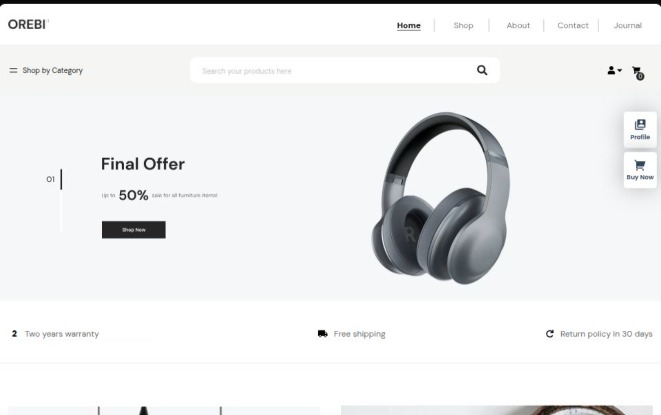 OREBI
Home
Shop
About
Contact
Journal
Shop by Category
Search your products here
0
Profile
Buy Now
01
Final Offer
Up to 50% sale for all furniture items!
Shop Now
2 Two years warranty
Free shipping
Return policy in 30 days